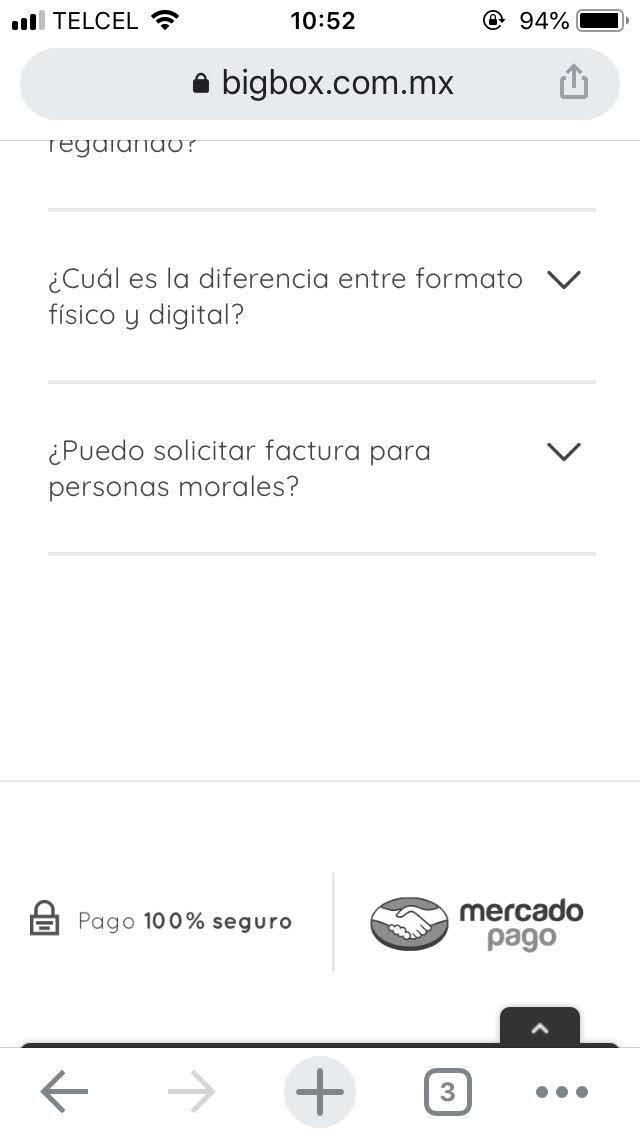 TELCEL 10:52 94%
bigbox.com.mx
regalando?
¿Cuál es la diferencia entre formato
físico y digital?
¿Puedo solicitar factura para
personas morales?
Pago 100% seguro
mercado
pago
3